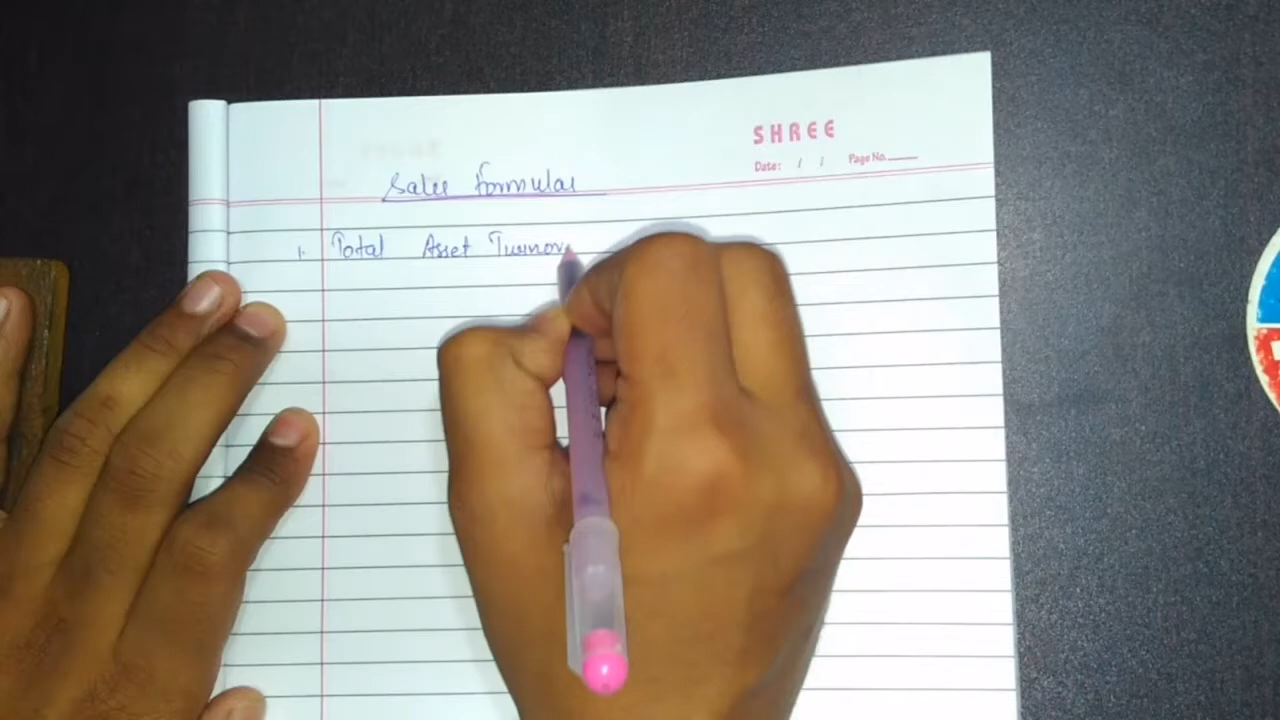 SHREE
Date: / / Page No.
Sales Formulas
1. Total Asset Turnov